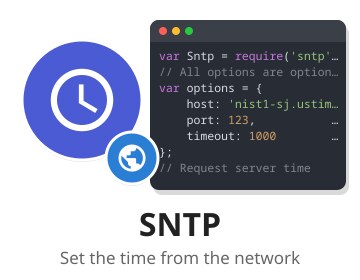 var Sntp = require('sntp'…
// All options are option…
var options = {
host: 'nist1-sj.ustim…
port: 123, …
timeout: 1000 …
};
// Request server time
SNTP
Set the time from the network